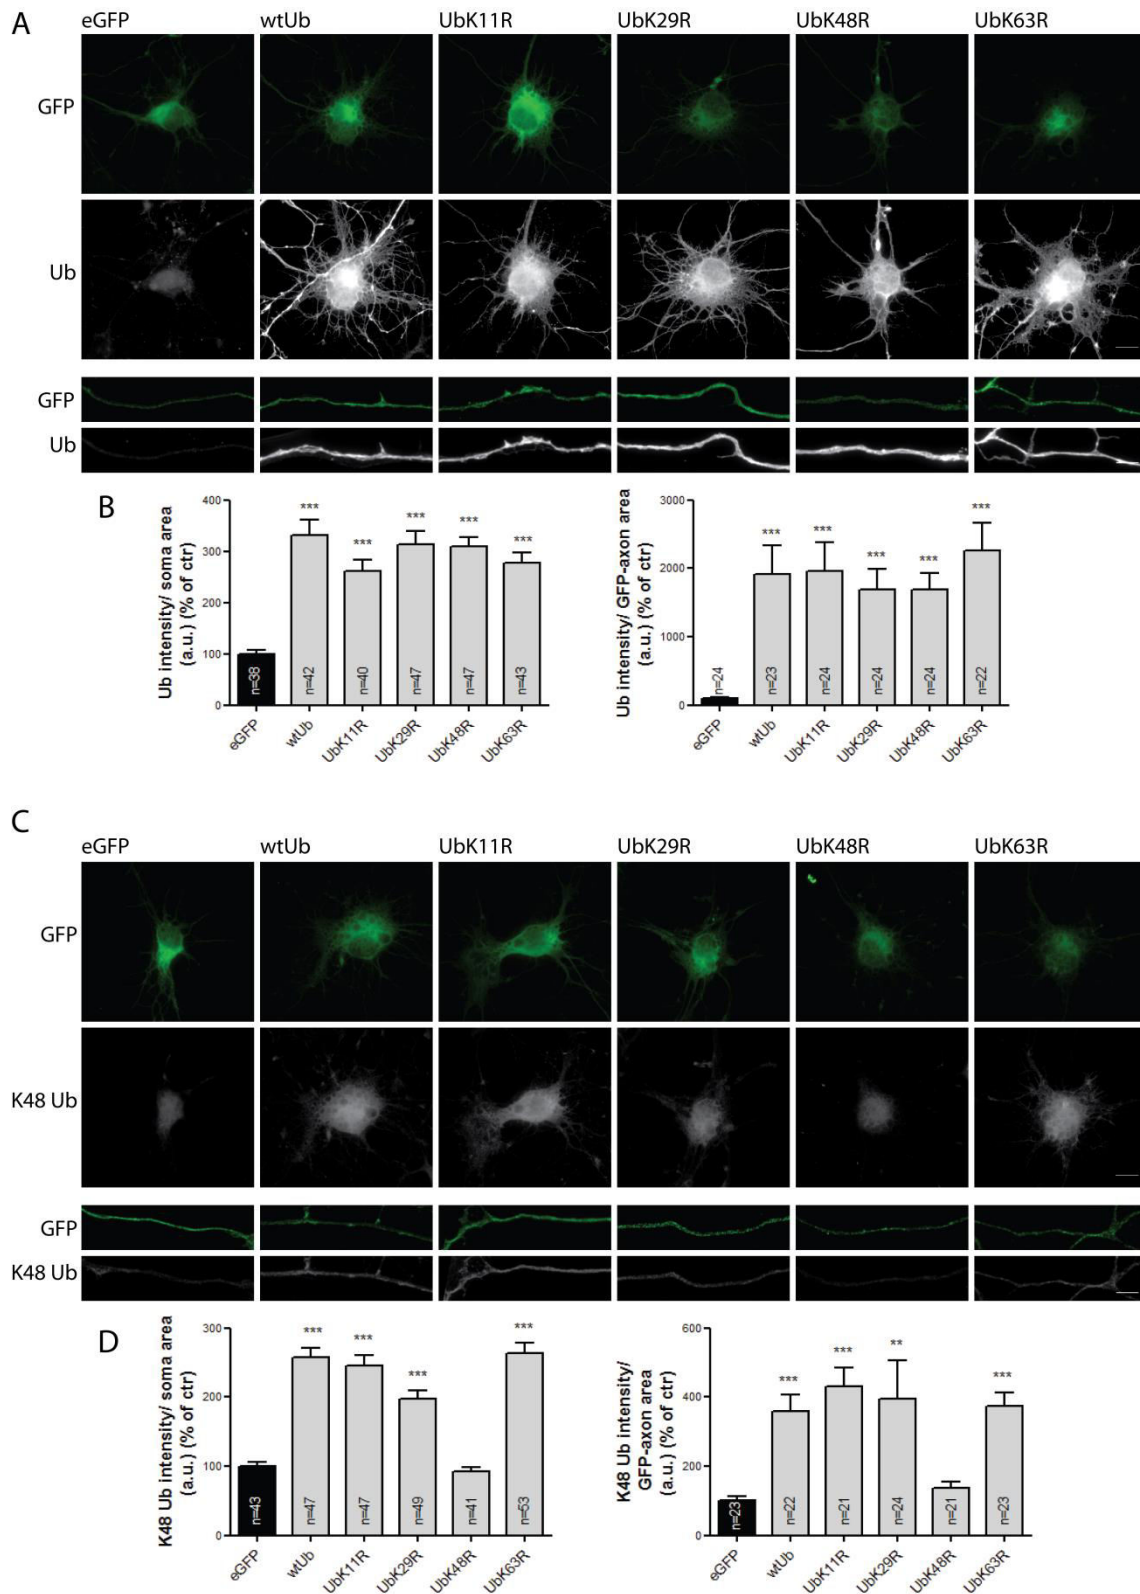 A
eGFP wtUb UbK11R UbK29R UbK48R UbK63R
GFP
Ub
GFP
Ub
B
Ub intensity/ soma area
(a.u.) (% of ctr)
400
300
200
100
0
***
***
***
***
***
n=38
n=42
n=40
n=47
n=47
n=43
eGFP
wtUb
UbK11R
UbK29R
UbK48R
UbK63R
Ub intensity/ GFP-axon area
(a.u.) (% of ctr)
3000
2000
1000
0
***
***
***
***
***
n=24
n=23
n=24
n=24
n=24
n=22
eGFP
wtUb
UbK11R
UbK29R
UbK48R
UbK63R
C
eGFP wtUb UbK11R UbK29R UbK48R UbK63R
GFP
K48 Ub
GFP
K48 Ub
D
K48 Ub intensity/ soma area
(a.u.) (% of ctr)
300
200
100
0
***
***
***
***
n=43
n=47
n=47
n=49
n=41
n=53
eGFP
wtUb
UbK11R
UbK29R
UbK48R
UbK63R
K48 Ub intensity/
GFP-axon area
(a.u.) (% of ctr)
600
400
200
0
***
***
**
***
n=23
n=22
n=21
n=24
n=21
n=23
eGFP
wtUb
UbK11R
UbK29R
UbK48R
UbK63R